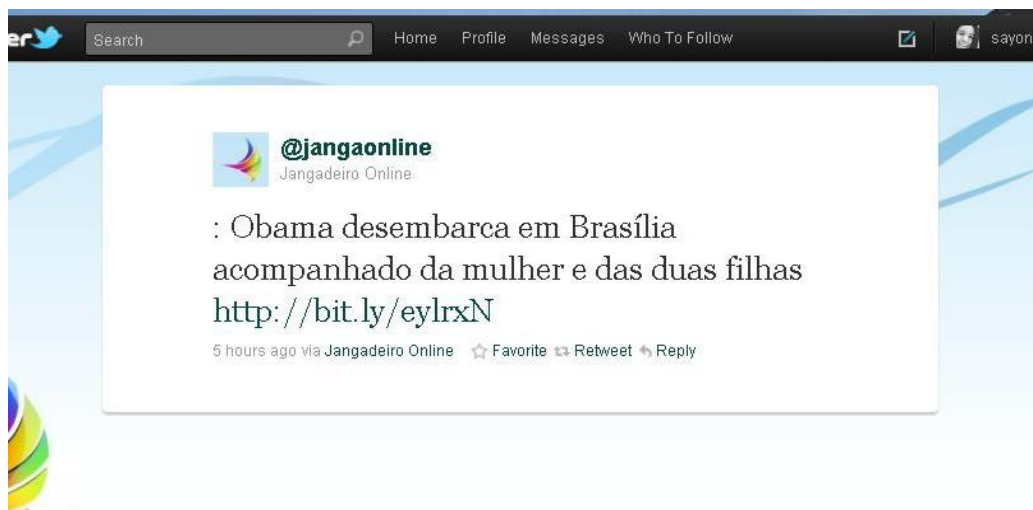 er
Search Home Profile Messages Who To Follow sayon
@jangaonline
Jangadeiro Online
: Obama desembarca em Brasília
acompanhado da mulher e das duas filhas
http://bit.ly/eylrxN
5 hours ago via Jangadeiro Online Favorite Retweet Reply